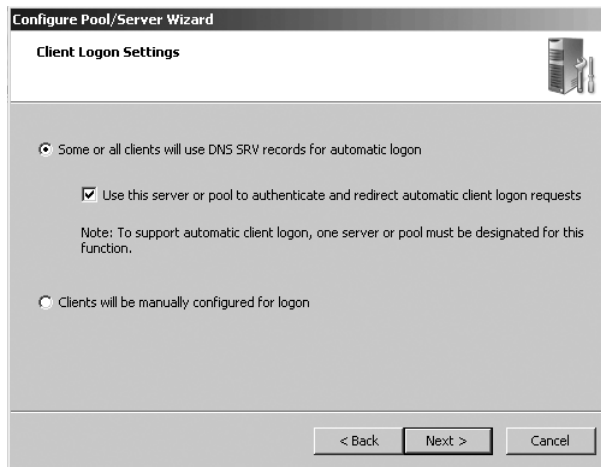 Configure Pool/Server Wizard
Client Logon Settings
Some or all clients will use DNS SRV records for automatic logon
Use this server or pool to authenticate and redirect automatic client logon requests
Note: To support automatic client logon, one server or pool must be designated for this
function.
Clients will be manually configured for logon
< Back
Next >
Cancel